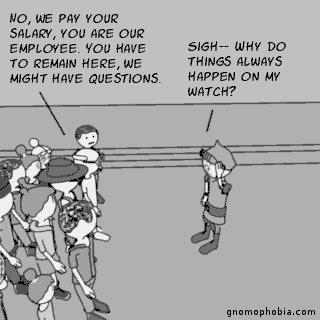 NO, WE PAY YOUR
SALARY, YOU ARE OUR
EMPLOYEE. YOU HAVE
TO REMAIN HERE, WE
MIGHT HAVE QUESTIONS.
SIGH-- WHY DO
THINGS ALWAYS
HAPPEN ON MY
WATCH?
gnomophobia.com